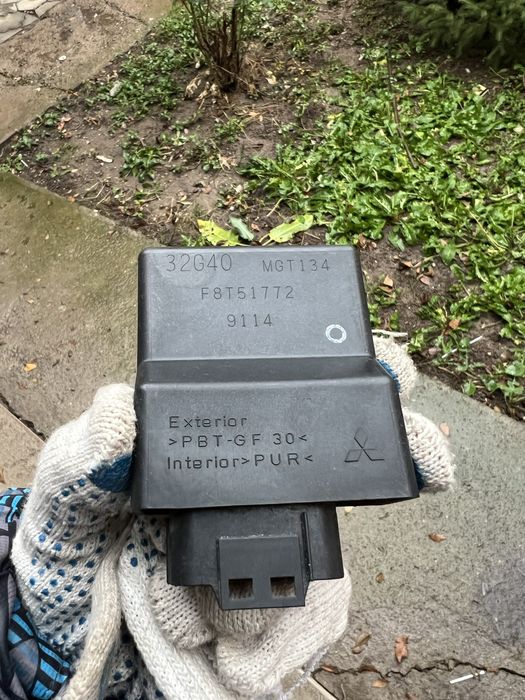 32G40 MGT134
F8T51772
9114
Exterior
>PBT-GF 30<
Interior>PUR<